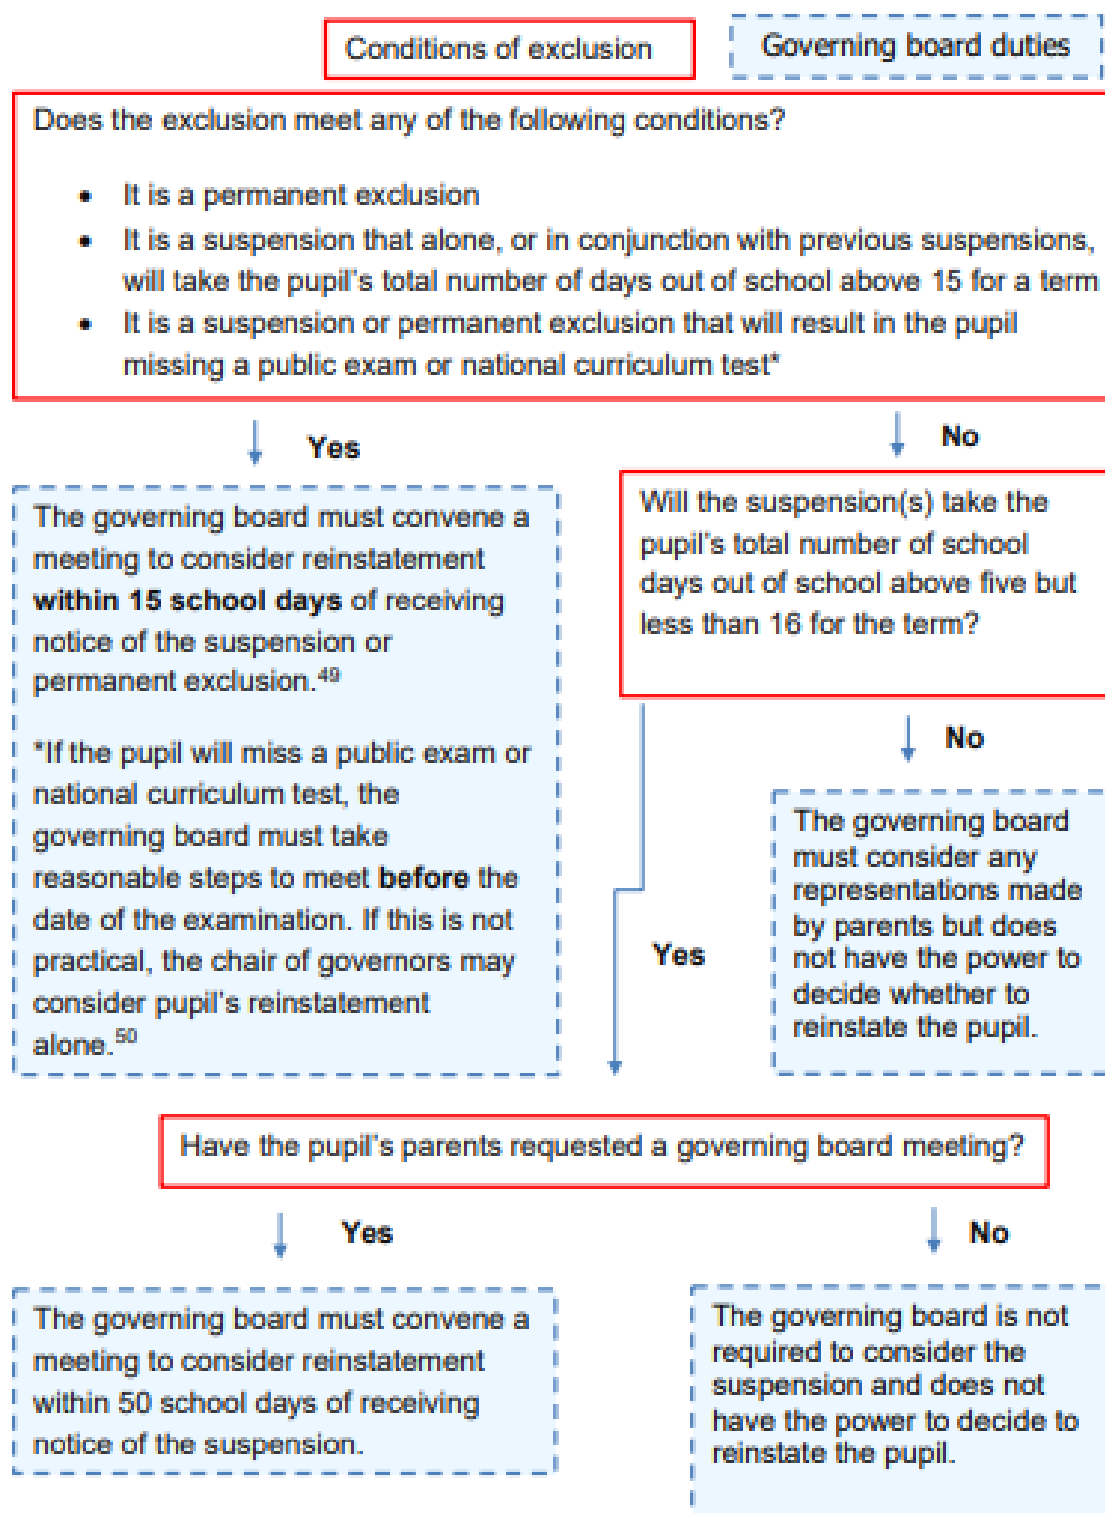 Conditions of exclusion
Governing board duties
Does the exclusion meet any of the following conditions?
• It is a permanent exclusion
• It is a suspension that alone, or in conjunction with previous suspensions,
will take the pupil's total number of days out of school above 15 for a term
• It is a suspension or permanent exclusion that will result in the pupil
missing a public exam or national curriculum test*
Yes
No
The governing board must convene a
meeting to consider reinstatement
within 15 school days of receiving
notice of the suspension or
permanent exclusion.49
*If the pupil will miss a public exam or
national curriculum test, the
governing board must take
reasonable steps to meet before the
date of the examination. If this is not
practical, the chair of governors may
consider pupil's reinstatement
alone.50
Will the suspension(s) take the
pupil's total number of school
days out of school above five but
less than 16 for the term?
No
Yes
The governing board
must consider any
representations made
by parents but does
not have the power to
decide whether to
reinstate the pupil.
Have the pupil's parents requested a governing board meeting?
Yes
No
The governing board must convene a
meeting to consider reinstatement
within 50 school days of receiving
notice of the suspension.
The governing board is not
required to consider the
suspension and does not
have the power to decide to
reinstate the pupil.